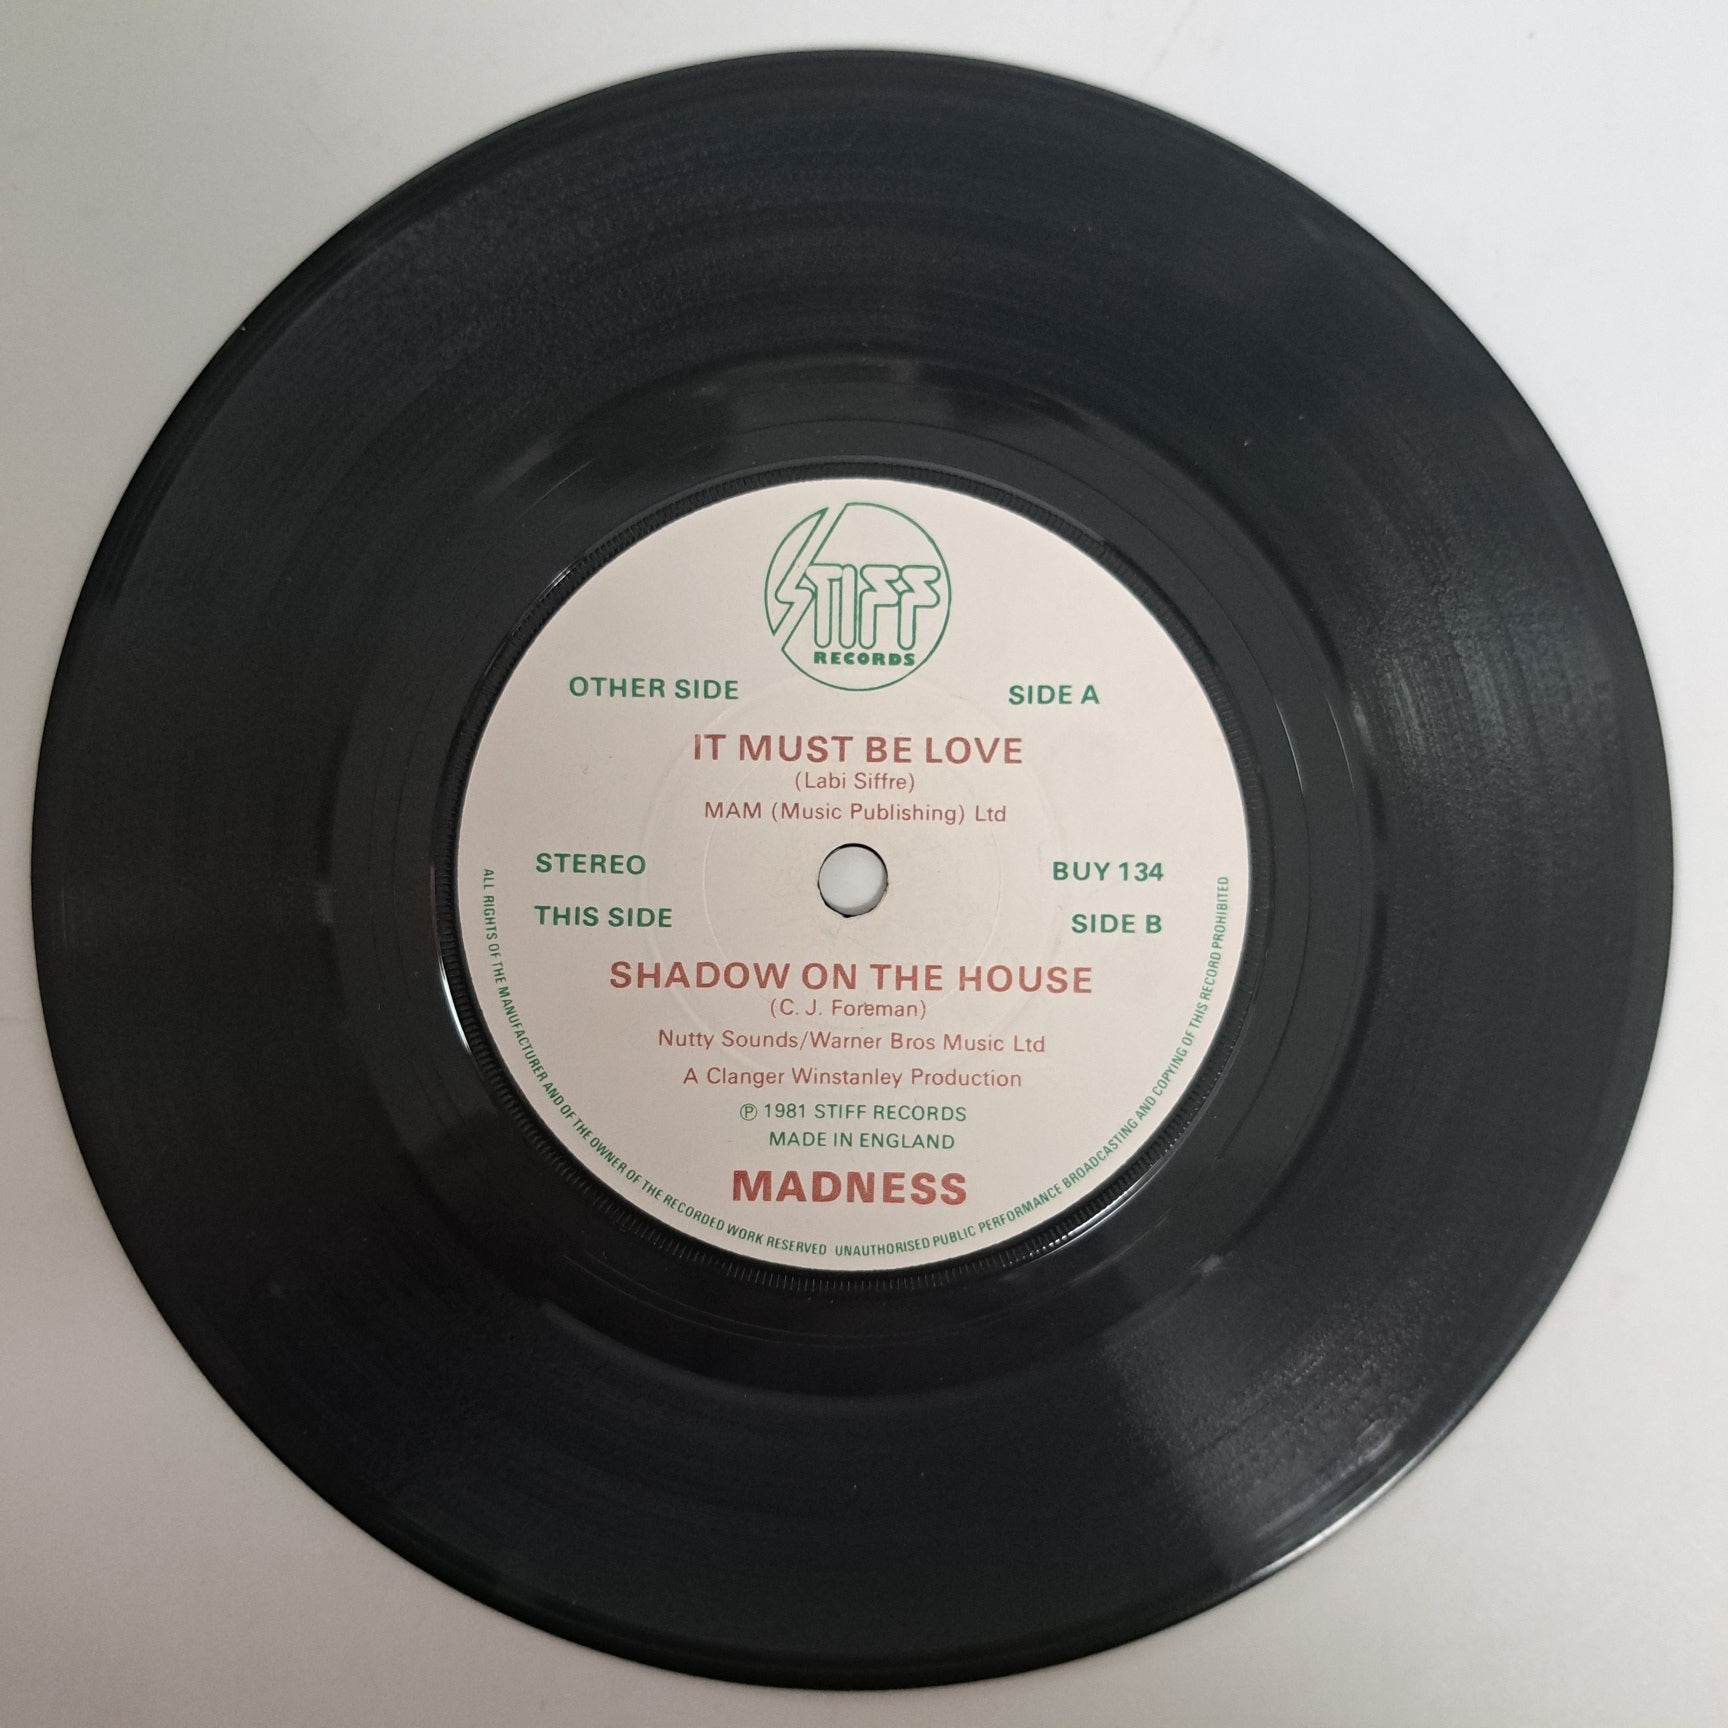 STIFF
RECORDS
OTHER SIDE SIDE A
IT MUST BE LOVE
(Labi Siffre)
MAM (Music Publishing) Ltd
STEREO BUY 134
THIS SIDE SIDE B
SHADOW ON THE HOUSE
(C. J. Foreman)
Nutty Sounds/Warner Bros Music Ltd
A Clanger Winstanley Production
℗ 1981 STIFF RECORDS
MADE IN ENGLAND
MADNESS
ALL RIGHTS OF THE MANUFACTURER AND OF THE OWNER OF THE RECORDED WORK RESERVED UNAUTHORISED PUBLIC PERFORMANCE BROADCASTING AND COPYING OF THIS RECORD PROHIBITED